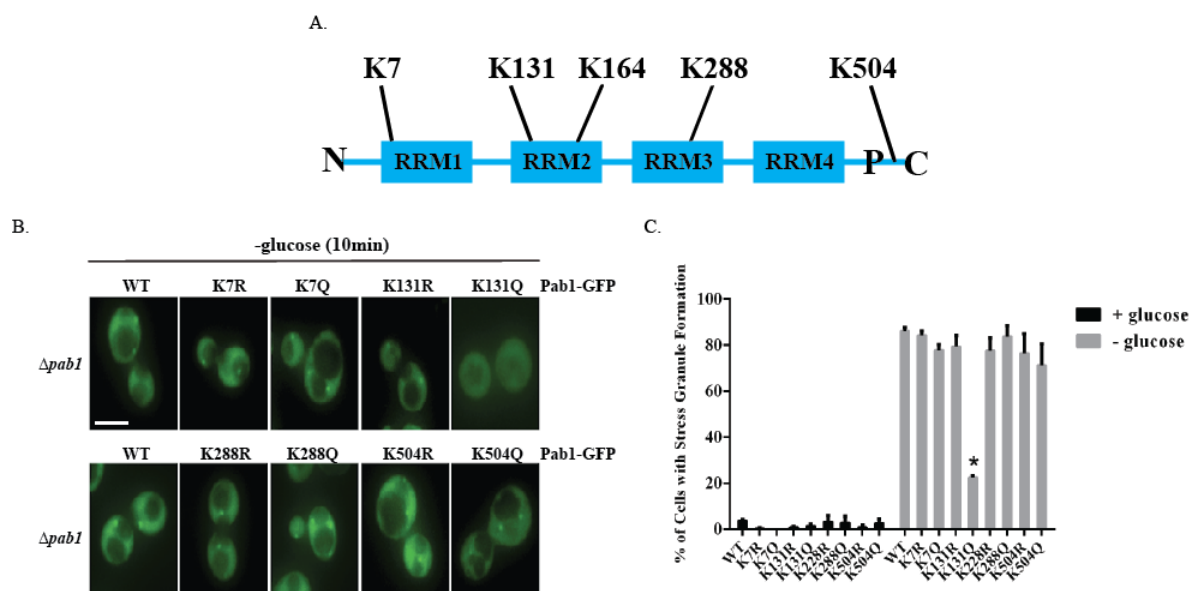 A.
K7 K131 K164 K288 K504
N RRM1 RRM2 RRM3 RRM4 P C
B.
-glucose (10min)
WT K7R K7Q K131R K131Q Pab1-GFP
Δpab1
WT K288R K288Q K504R K504Q Pab1-GFP
Δpab1
C.
% of Cells with Stress Granule Formation
100
80
60
40
20
0
*
+ glucose
- glucose
WT K7R K7Q K131R K131Q K228R K288Q K504R K504Q WT K7R K7Q K131R K131Q K228R K288Q K504R K504Q